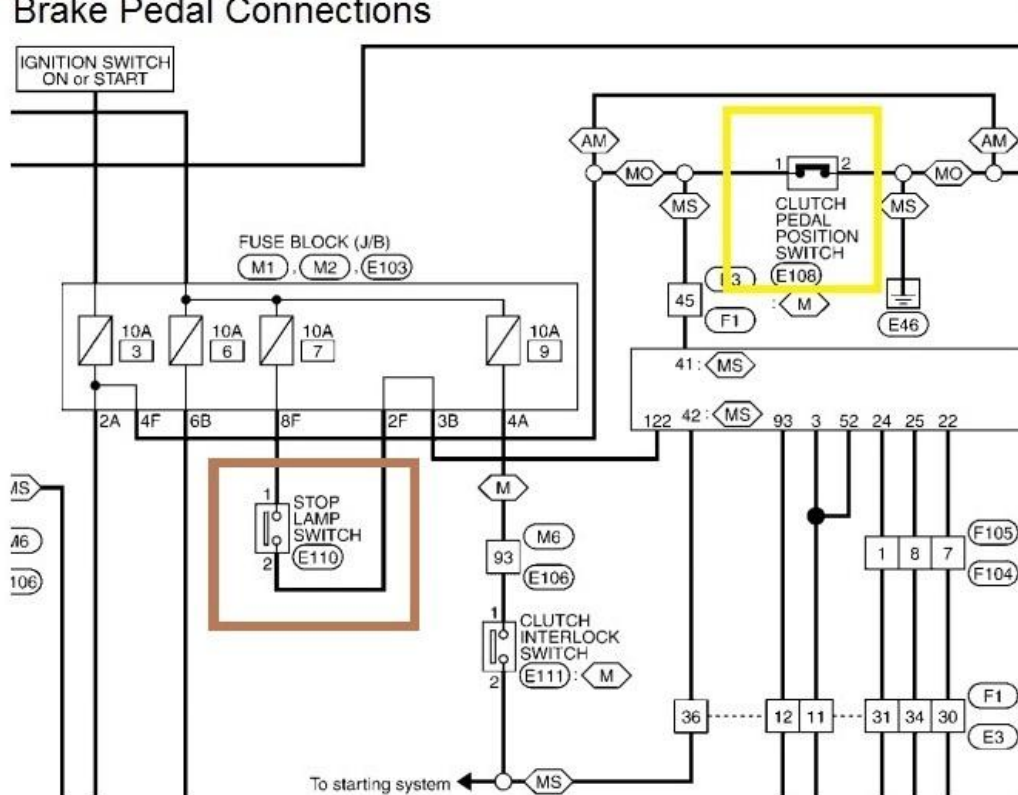 Brake Pedal Connections
IGNITION SWITCH
ON or START
AM
AM
MO
1
2
MO
MS
CLUTCH
PEDAL
POSITION
SWITCH
MS
E108
: M
FUSE BLOCK (J/B)
M1 , M2 , E103
45
F1
E46
10A
3
10A
6
10A
7
10A
9
41 : MS
42 : MS
2A
4F
6B
8F
2F
3B
4A
122
93
3
52
24
25
22
M
1
STOP
LAMP
SWITCH
E110
2
93
M6
E106
106
1
8
7
F105
F104
1
CLUTCH
INTERLOCK
SWITCH
E111 : M
2
36
12
11
31
34
30
F1
E3
To starting system
MS